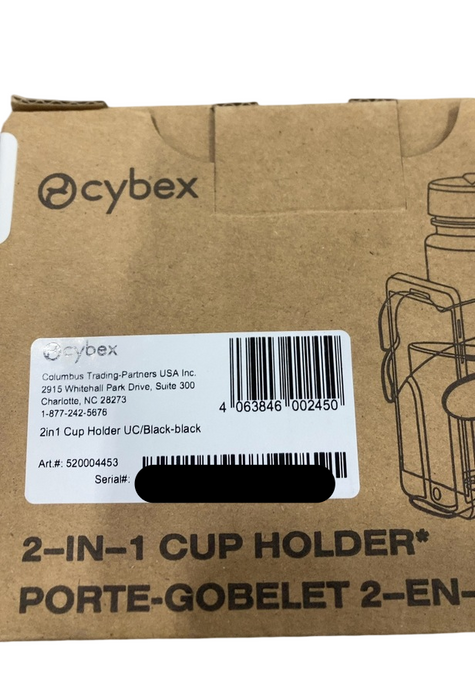 cybex
cybex
Columbus Trading-Partners USA Inc.
2915 Whitehall Park Drive, Suite 300
Charlotte, NC 28273
1-877-242-5676
4 063846 002450
2in1 Cup Holder UC/Black-black
Art.#: 520004453
Serial#:
2–IN–1 CUP HOLDER*
PORTE-GOBELET 2–EN–